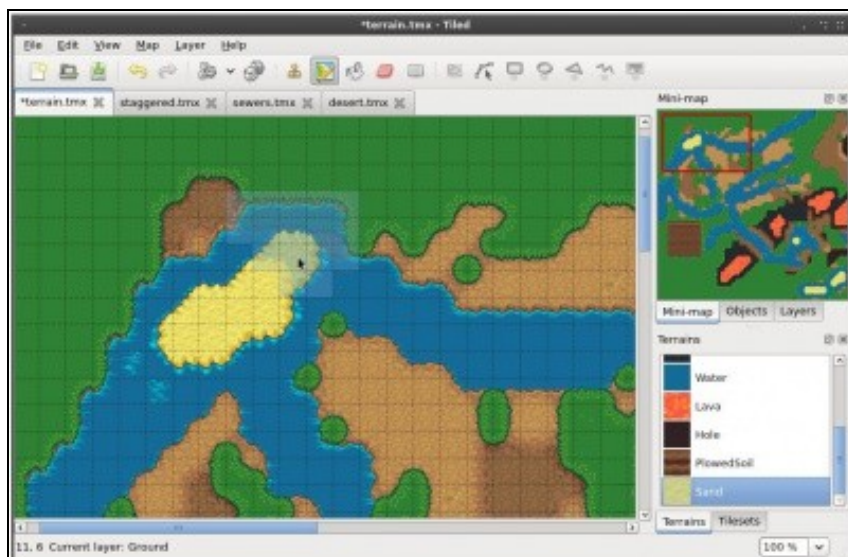 *terrain.tmx - Tiled
File Edit View Map Layer Help
*terrain.tmx staggered.tmx sewers.tmx desert.tmx
Mini-map
Mini-map Objects Layers
Terrains
Water
Lava
Hole
PlowedSoil
Sand
Terrains Tilesets
11, 6 Current layer: Ground
100 %